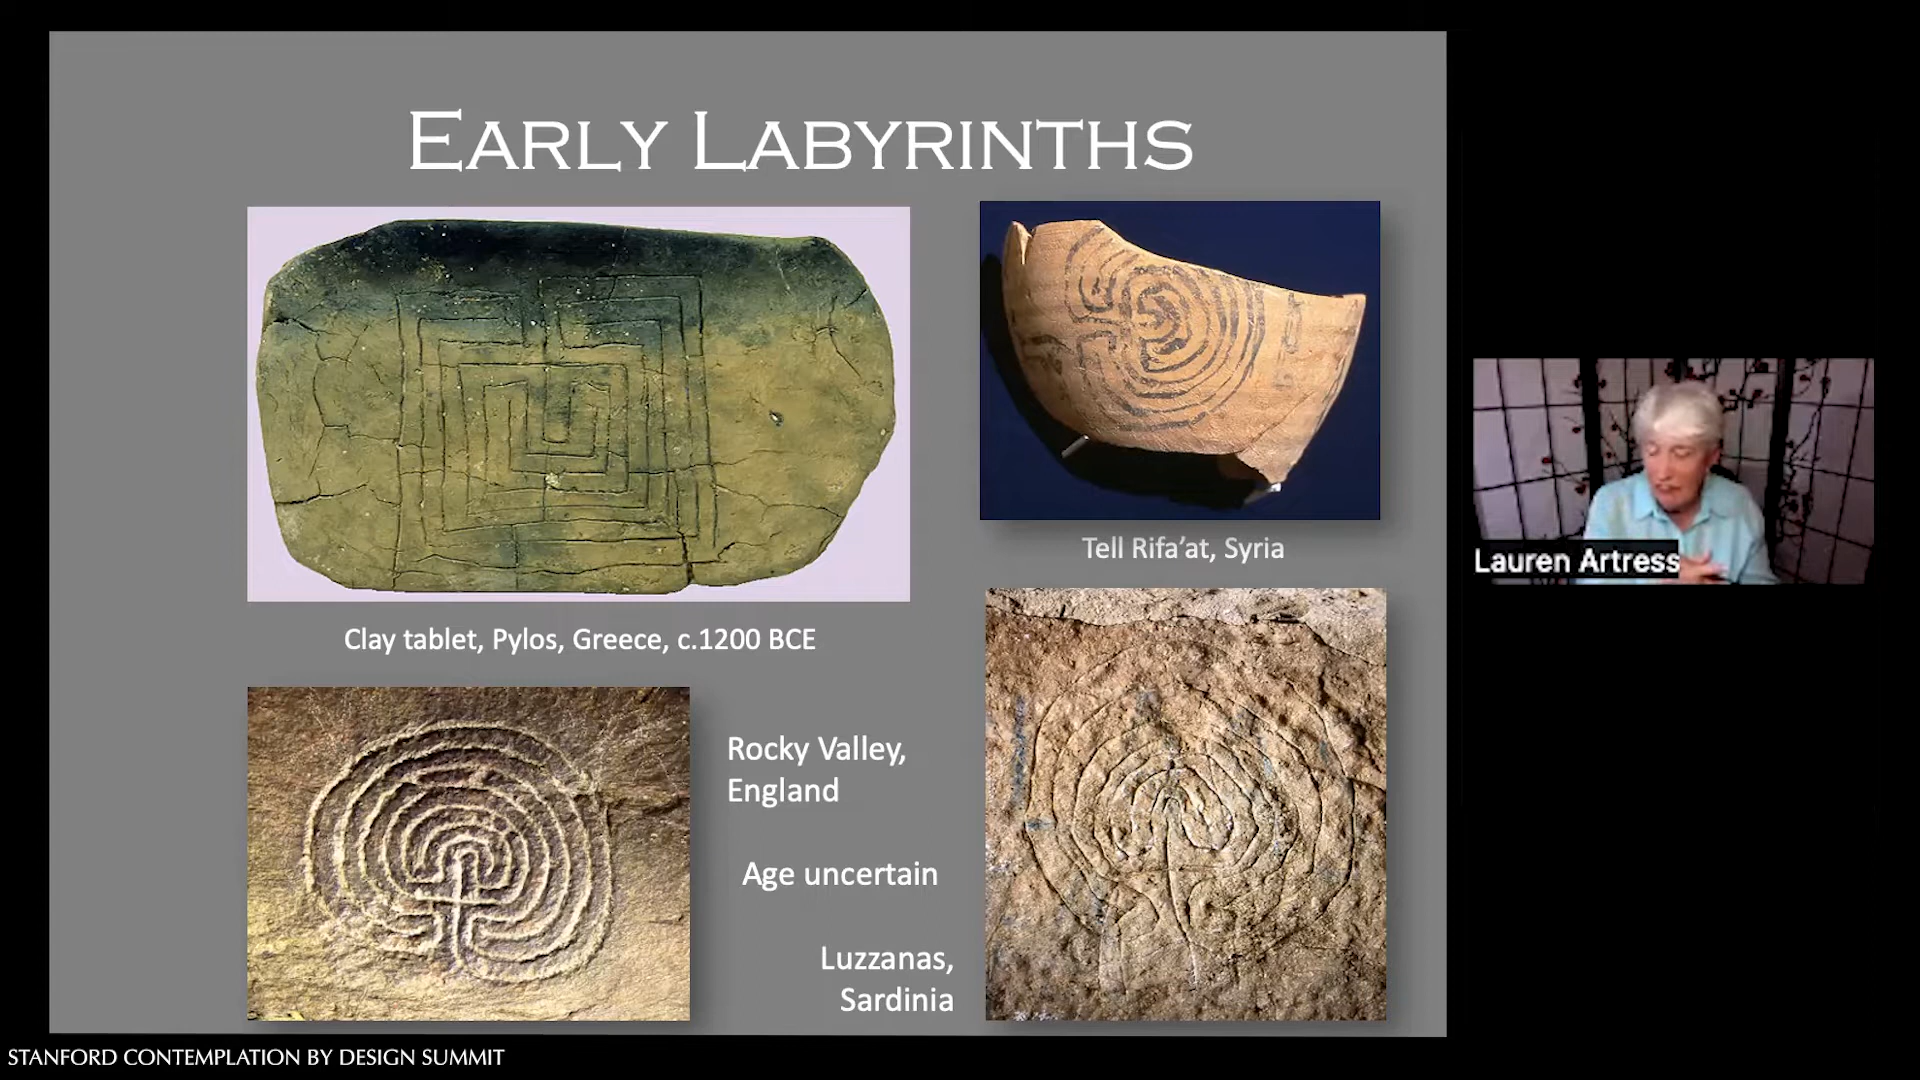 EARLY LABYRINTHS
Tell Rifa’at, Syria
Clay tablet, Pylos, Greece, c.1200 BCE
Rocky Valley,
England
Age uncertain
Luzzanas,
Sardinia
Lauren Artress
STANFORD CONTEMPLATION BY DESIGN SUMMIT